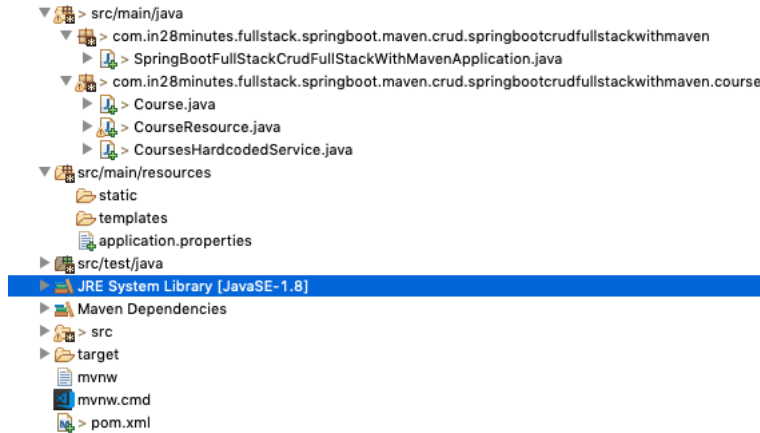 > src/main/java
> com.in28minutes.fullstack.springboot.maven.crud.springbootcrudfullstackwithmaven
> SpringBootFullStackCrudFullStackWithMavenApplication.java
> com.in28minutes.fullstack.springboot.maven.crud.springbootcrudfullstackwithmaven.course
> Course.java
> CourseResource.java
> CoursesHardcodedService.java
src/main/resources
static
templates
application.properties
src/test/java
JRE System Library [JavaSE-1.8]
Maven Dependencies
> src
target
mvnw
mvnw.cmd
> pom.xml